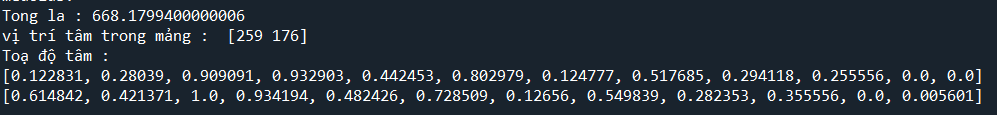 Tong la : 668.1799400000006
vị trí tâm trong mảng :  [259 176]
Toạ độ tâm :
[0.122831, 0.28039, 0.909091, 0.932903, 0.442453, 0.802979, 0.124777, 0.517685, 0.294118, 0.255556, 0.0, 0.0]
[0.614842, 0.421371, 1.0, 0.934194, 0.482426, 0.728509, 0.12656, 0.549839, 0.282353, 0.355556, 0.0, 0.005601]